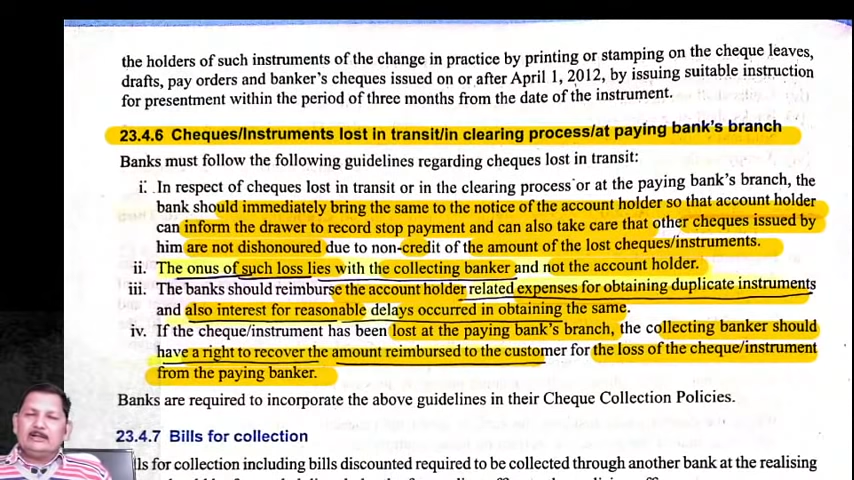 the holders of such instruments of the change in practice by printing or stamping on the cheque leaves,
drafts, pay orders and banker's cheques issued on or after April 1, 2012, by issuing suitable instruction
for presentment within the period of three months from the date of the instrument.
23.4.6 Cheques/Instruments lost in transit/in clearing process/at paying bank's branch
Banks must follow the following guidelines regarding cheques lost in transit:
i. In respect of cheques lost in transit or in the clearing process or at the paying bank's branch, the
bank should immediately bring the same to the notice of the account holder so that account holder
can inform the drawer to record stop payment and can also take care that other cheques issued by
him are not dishonoured due to non-credit of the amount of the lost cheques/instruments.
ii. The onus of such loss lies with the collecting banker and not the account holder.
iii. The banks should reimburse the account holder related expenses for obtaining duplicate instruments
and also interest for reasonable delays occurred in obtaining the same.
iv. If the cheque/instrument has been lost at the paying bank's branch, the collecting banker should
have a right to recover the amount reimbursed to the customer for the loss of the cheque/instrument
from the paying banker.
Banks are required to incorporate the above guidelines in their Cheque Collection Policies.
23.4.7 Bills for collection
lls for collection including bills discounted required to be collected through another bank at the realising